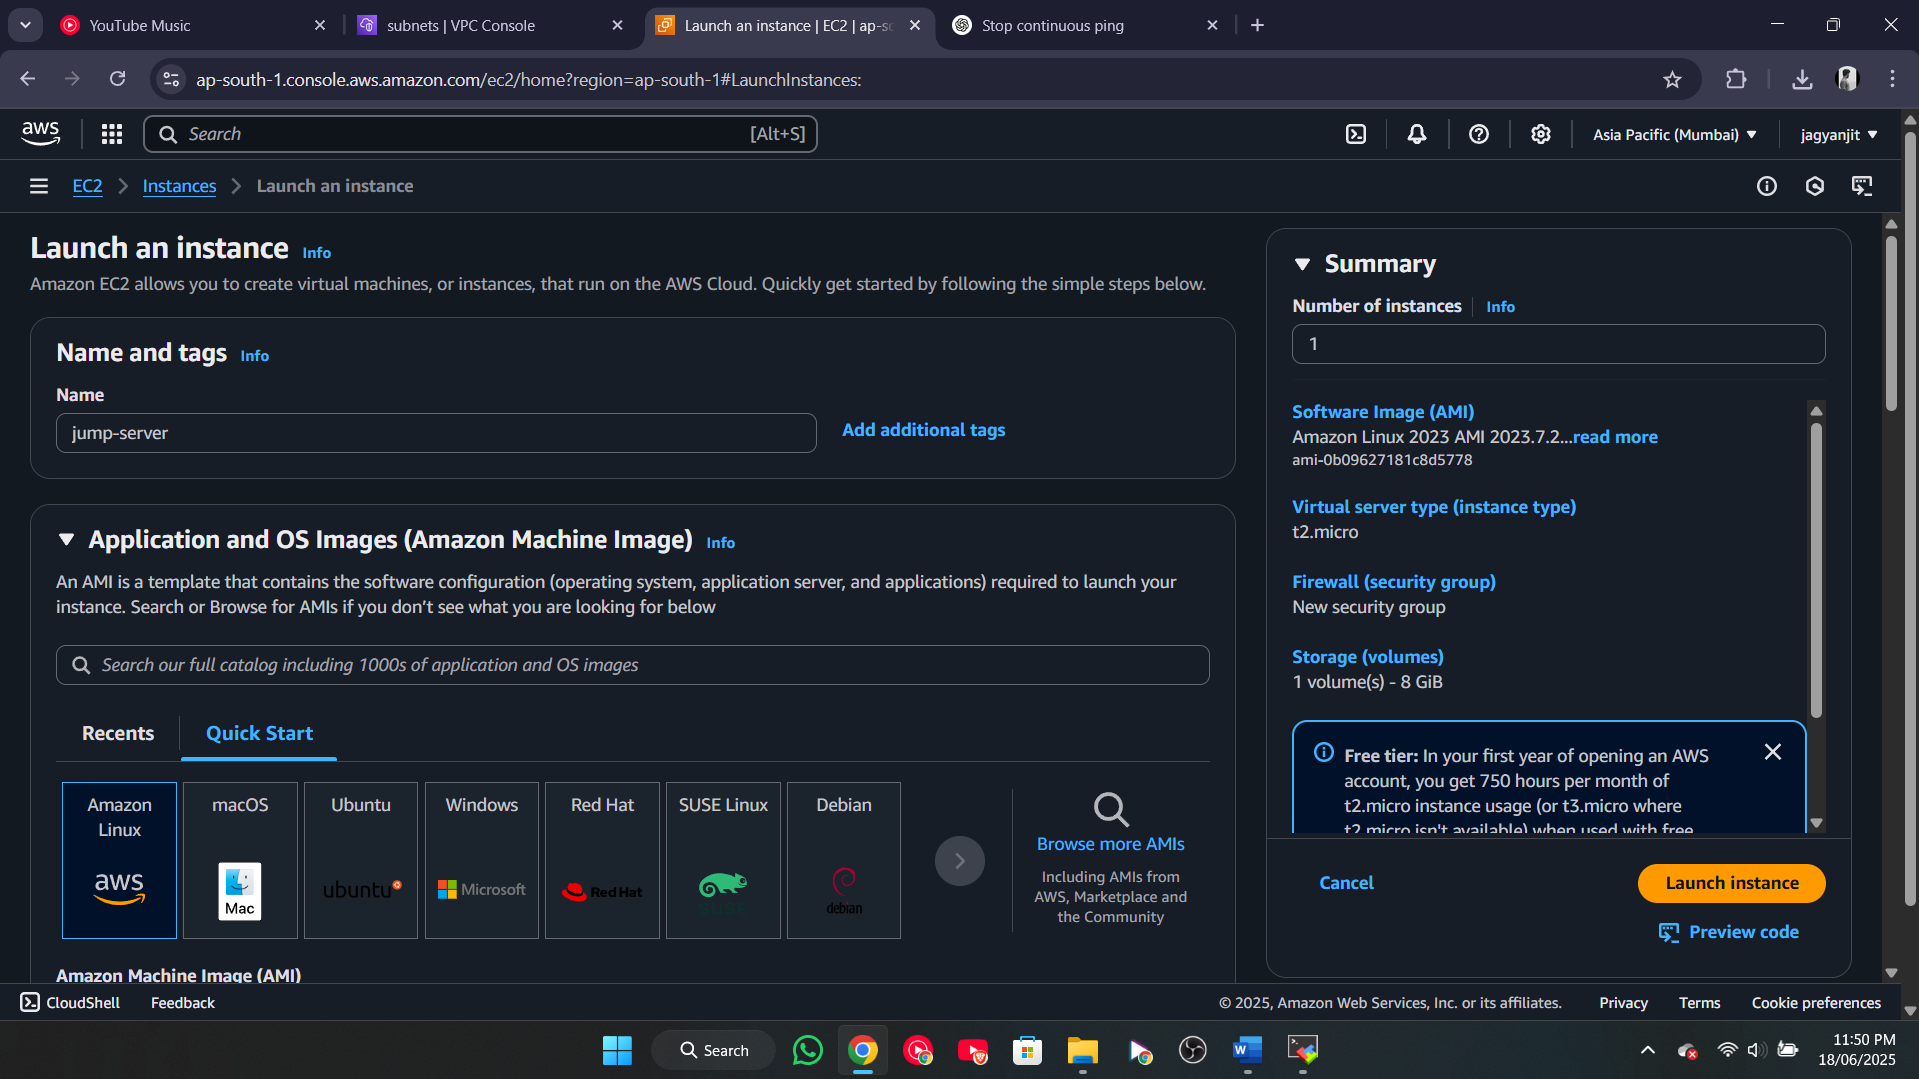 YouTube Music
subnets | VPC Console
Launch an instance | EC2 | ap-so
Stop continuous ping
ap-south-1.console.aws.amazon.com/ec2/home?region=ap-south-1#LaunchInstances:
aws
Search
[Alt+S]
Asia Pacific (Mumbai)
jagyanjit
EC2
Instances
Launch an instance
Launch an instance Info
Amazon EC2 allows you to create virtual machines, or instances, that run on the AWS Cloud. Quickly get started by following the simple steps below.
Name and tags Info
Name
jump-server
Add additional tags
Application and OS Images (Amazon Machine Image) Info
An AMI is a template that contains the software configuration (operating system, application server, and applications) required to launch your
instance. Search or Browse for AMIs if you don’t see what you are looking for below
Search our full catalog including 1000s of application and OS images
Recents
Quick Start
Amazon
Linux
aws
macOS
Mac
Ubuntu
ubuntu
Windows
Microsoft
Red Hat
Red Hat
SUSE Linux
SUSE
Debian
debian
Browse more AMIs
Including AMIs from
AWS, Marketplace and
the Community
Amazon Machine Image (AMI)
Summary
Number of instances Info
1
Software Image (AMI)
Amazon Linux 2023 AMI 2023.7.2...read more
ami-0b09627181c8d5778
Virtual server type (instance type)
t2.micro
Firewall (security group)
New security group
Storage (volumes)
1 volume(s) - 8 GiB
Free tier: In your first year of opening an AWS
account, you get 750 hours per month of
t2.micro instance usage (or t3.micro where
t2.micro isn't available) when used with free
Cancel
Launch instance
Preview code
CloudShell
Feedback
© 2025, Amazon Web Services, Inc. or its affiliates.
Privacy
Terms
Cookie preferences
Search
11:50 PM
18/06/2025